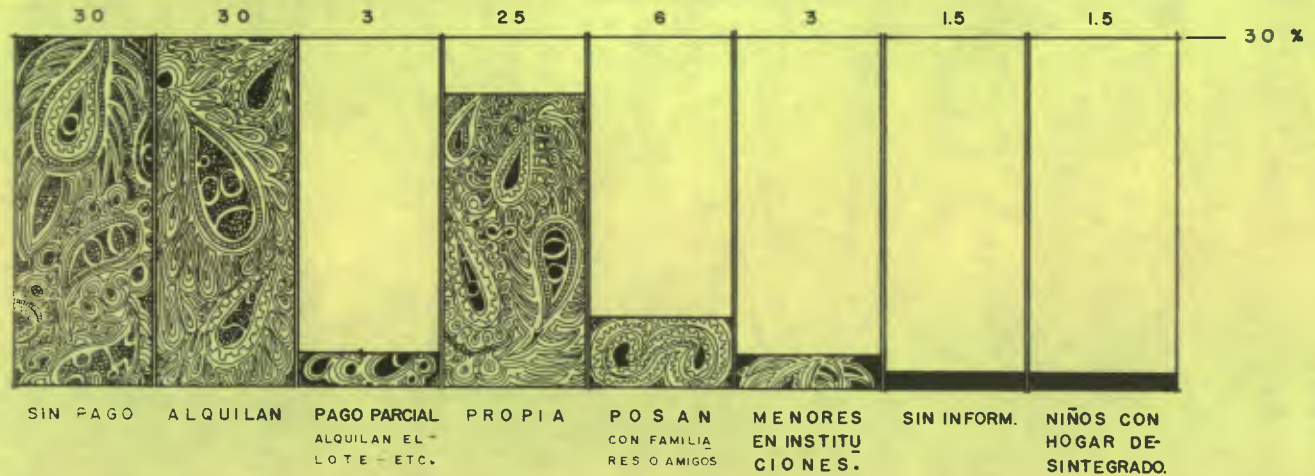 30 30 3 25 6 3 1.5 1.5
30 %
SIN PAGO
ALQUILAN
PAGO PARCIAL
ALQUILAN EL -
LOTE - ETC.
PROPIA
POSAN
CON FAMILIA
RES O AMIGOS
MENORES
EN INSTITU
CIONES.
SIN INFORM.
NIÑOS CON
HOGAR DE-
SINTEGRADO.